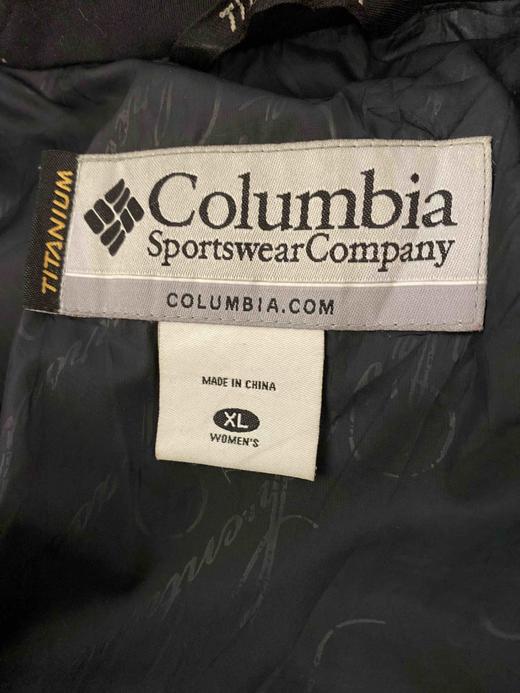 TITANIUM
Columbia
Sportswear Company
COLUMBIA.COM
MADE IN CHINA
XL
WOMEN'S